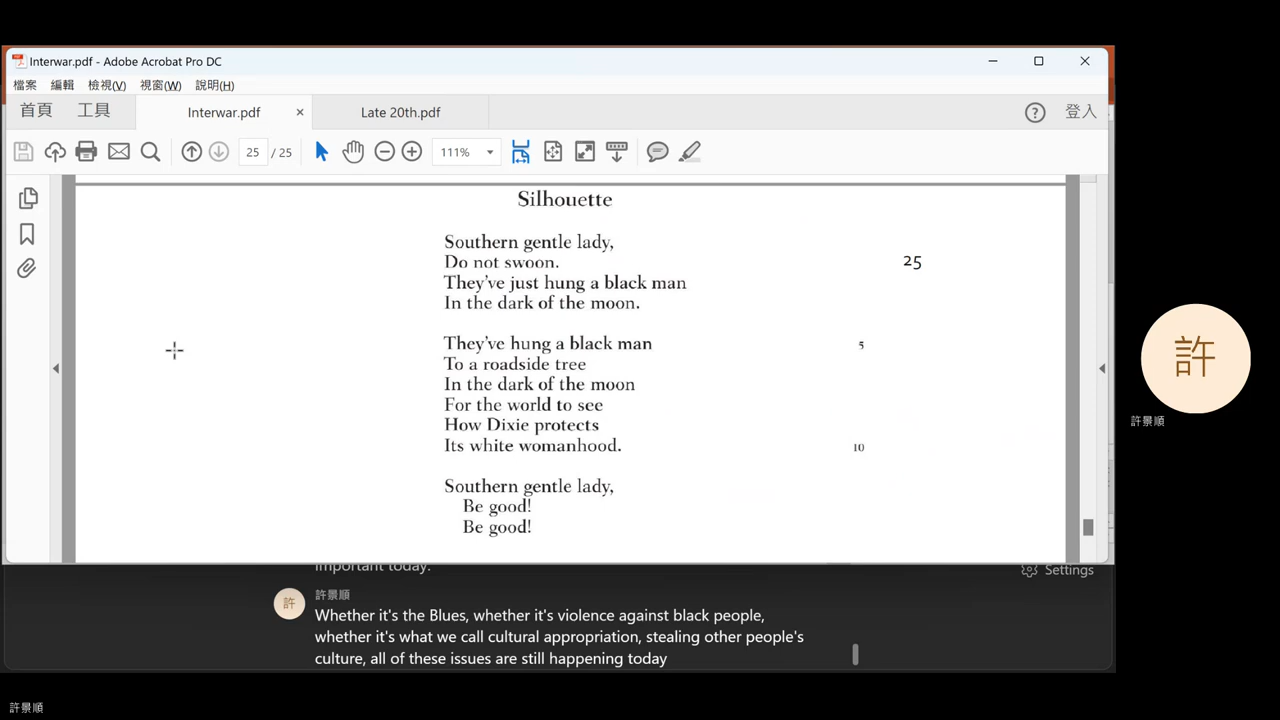 Interwar.pdf - Adobe Acrobat Pro DC
檔案 編輯 檢視(V) 視窗(W) 說明(H)
首頁 工具 Interwar.pdf × Late 20th.pdf ? 登入
25 / 25 111%
Silhouette
Southern gentle lady,
Do not swoon. 25
They've just hung a black man
In the dark of the moon.
They've hung a black man 5
To a roadside tree
In the dark of the moon
For the world to see
How Dixie protects
Its white womanhood. 10
Southern gentle lady,
Be good!
Be good!
important today.
Settings
許 許景順
Whether it's the Blues, whether it's violence against black people,
whether it's what we call cultural appropriation, stealing other people's
culture, all of these issues are still happening today
許
許景順
許景順